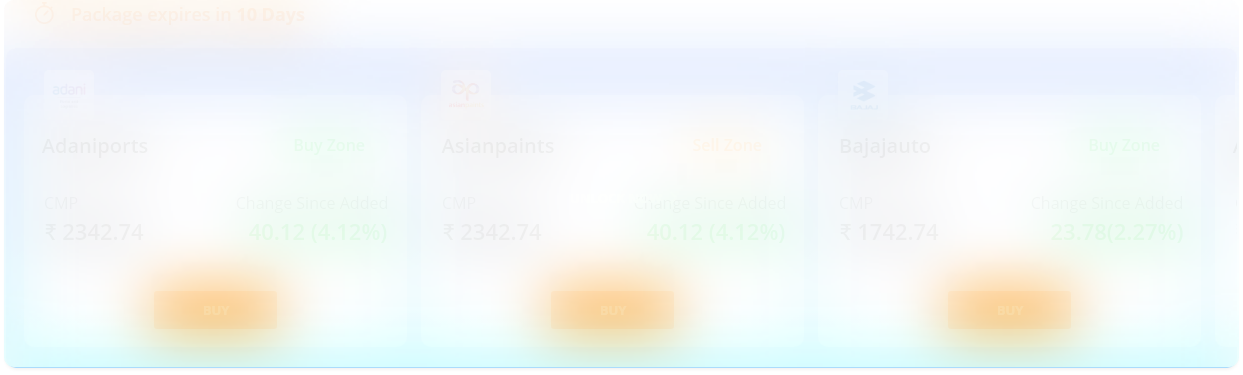 Package expires in 10 Days
adani
ap
BAJAJ
Adaniports
Buy Zone
CMP
Change Since Added
₹ 2342.74
40.12 (4.12%)
BUY
Asianpaints
Sell Zone
CMP
Change Since Added
₹ 2342.74
40.12 (4.12%)
BUY
Bajajauto
Buy Zone
CMP
Change Since Added
₹ 1742.74
23.78(2.27%)
BUY